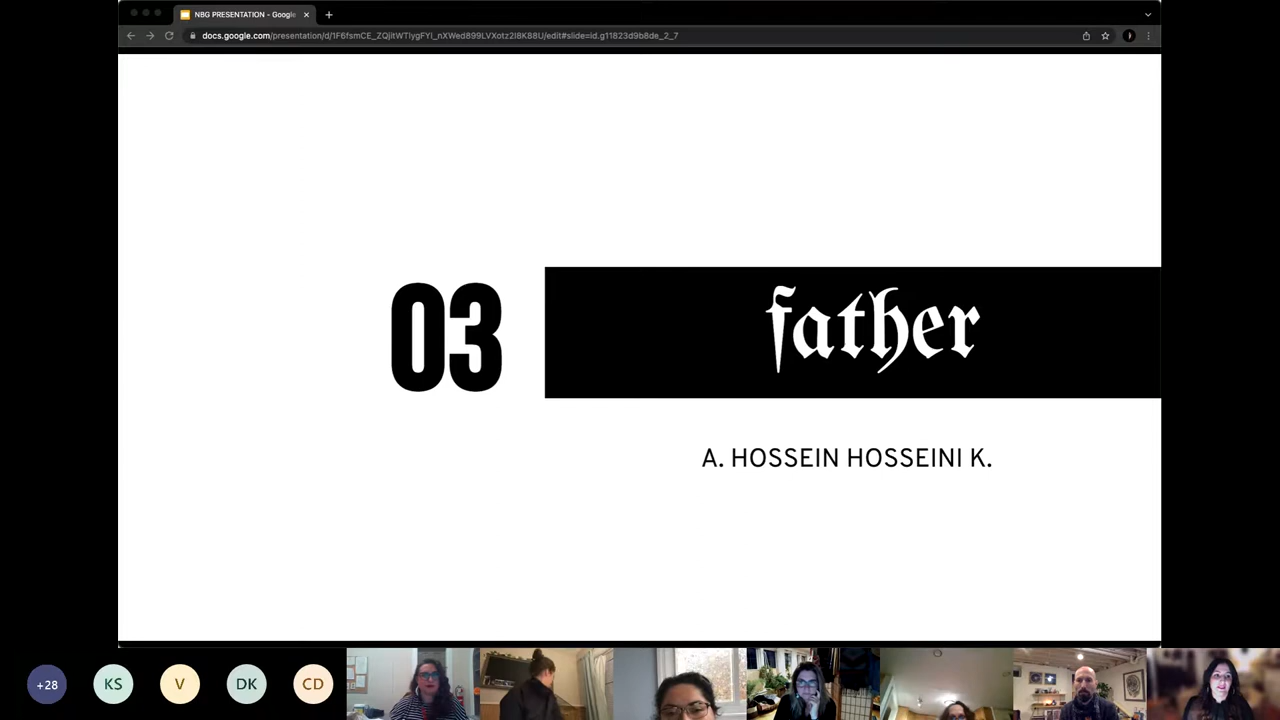 NBG PRESENTATION - Google
docs.google.com/presentation/d/1F6fsmCE_ZQjitWTIygFYI_nXWed899LVXotz2I8K88U/edit#slide=id.g11823d9b8de_2_7
03
father
A. HOSSEIN HOSSEINI K.
+28
KS
V
DK
CD